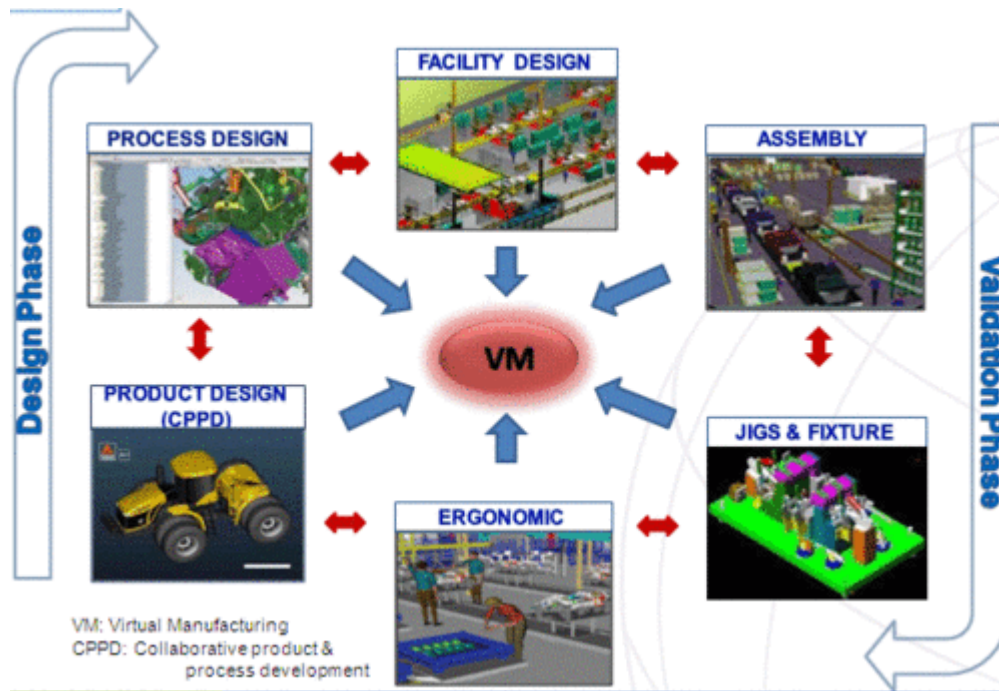 FACILITY DESIGN
PROCESS DESIGN
ASSEMBLY
Design Phase
VM
Validation Phase
PRODUCT DESIGN
(CPPD)
JIGS & FIXTURE
ERGONOMIC
VM: Virtual Manufacturing
CPPD: Collaborative product &
process development